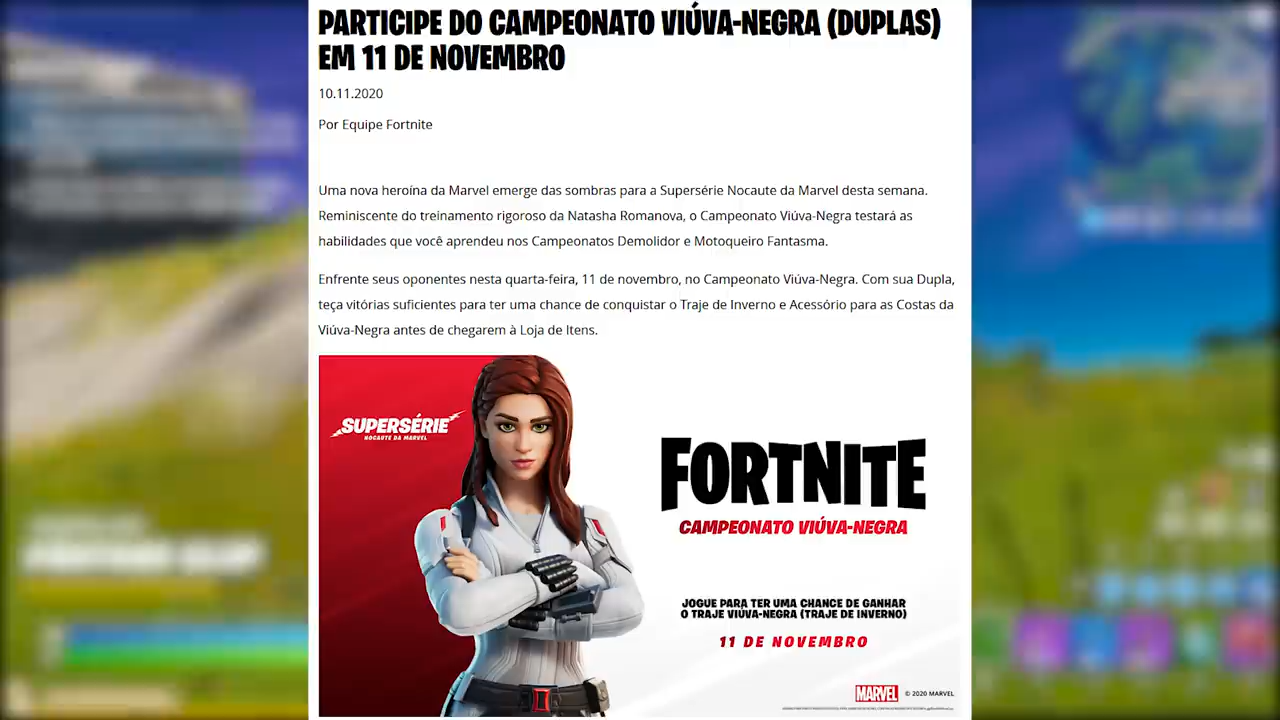 PARTICIPE DO CAMPEONATO VIÚVA-NEGRA (DUPLAS)
EM 11 DE NOVEMBRO
10.11.2020
Por Equipe Fortnite
Uma nova heroína da Marvel emerge das sombras para a Supersérie Nocaute da Marvel desta semana.
Reminiscente do treinamento rigoroso da Natasha Romanova, o Campeonato Viúva-Negra testará as
habilidades que você aprendeu nos Campeonatos Demolidor e Motoqueiro Fantasma.
Enfrente seus oponentes nesta quarta-feira, 11 de novembro, no Campeonato Viúva-Negra. Com sua Dupla,
teça vitórias suficientes para ter uma chance de conquistar o Traje de Inverno e Acessório para as Costas da
Viúva-Negra antes de chegarem à Loja de Itens.
SUPERSÉRIE
NOCAUTE DA MARVEL
FORTNITE
CAMPEONATO VIÚVA-NEGRA
JOGUE PARA TER UMA CHANCE DE GANHAR
O TRAJE VIÚVA-NEGRA (TRAJE DE INVERNO)
11 DE NOVEMBRO
MARVEL © 2020 MARVEL